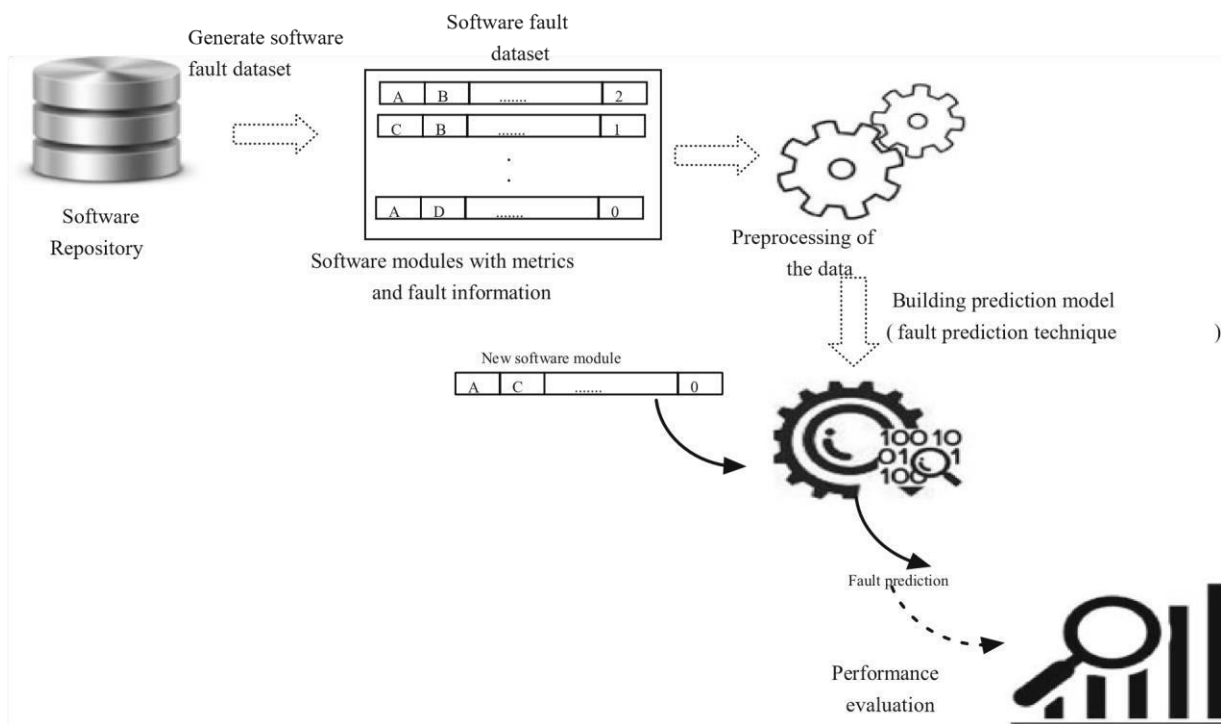 Generate software
fault dataset
Software fault
dataset
A B ....... 2
C B ....... 1
.
.
A D ....... 0
Software
Repository
Software modules with metrics
and fault information
Preprocessing of
the data
Building prediction model
( fault prediction technique )
New software module
A C ....... 0
10010
01 1
100
Fault prediction
Performance
evaluation